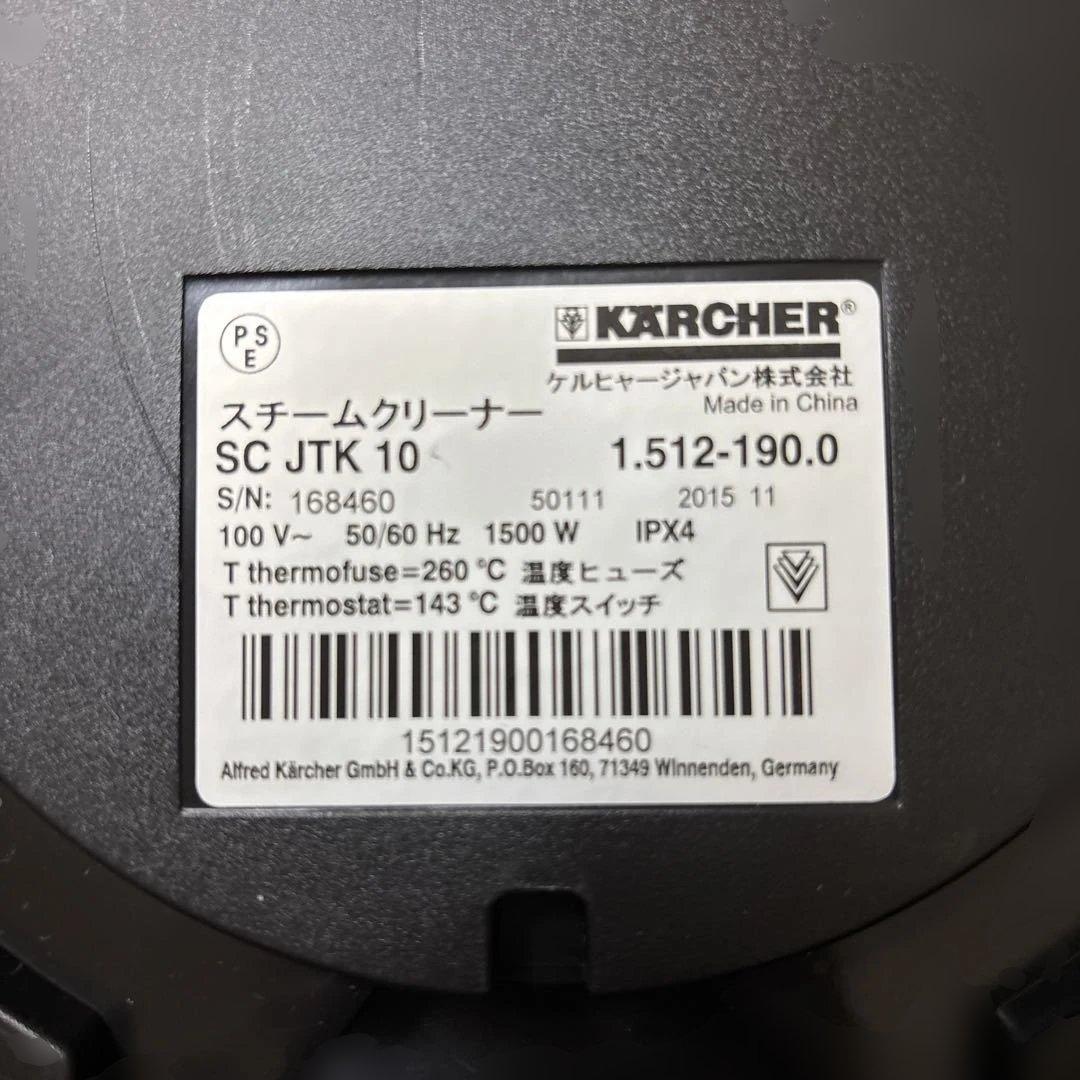 PSE
KÄRCHER®
ケルヒャージャパン株式会社
Made in China
スチームクリーナー
SC JTK 10 1.512-190.0
S/N: 168460 50111 2015 11
100 V~ 50/60 Hz 1500 W IPX4
T thermofuse=260 °C 温度ヒューズ
T thermostat=143 °C 温度スイッチ
15121900168460
Alfred Kärcher GmbH & Co.KG, P.O.Box 160, 71349 Winnenden, Germany